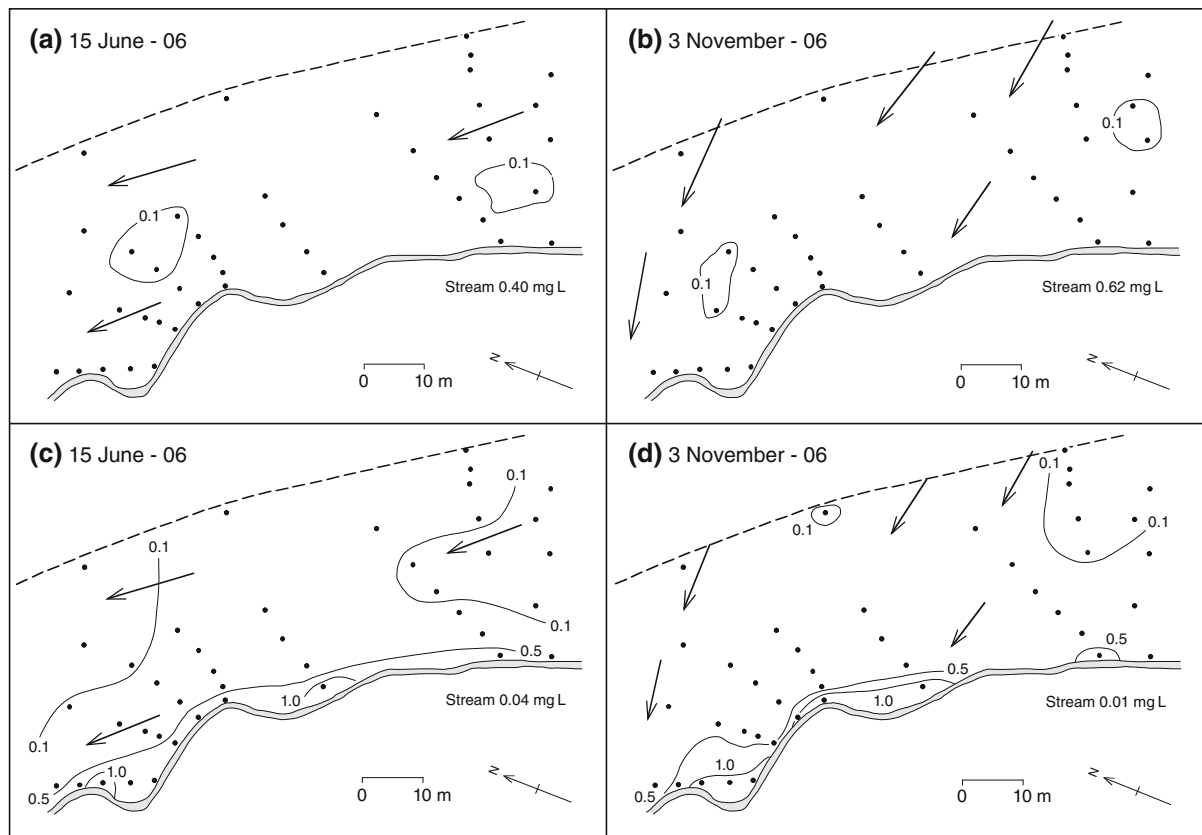 (a) 15 June - 06
0.1
0.1
Stream 0.40 mg L
N
0 10 m
(b) 3 November - 06
0.1
0.1
Stream 0.62 mg L
N
0 10 m
(c) 15 June - 06
0.1
0.1
0.1
0.1
0.5
1.0
Stream 0.04 mg L
1.0
0.5
N
0 10 m
(d) 3 November - 06
0.1
0.1
0.1
0.5
0.5
1.0
Stream 0.01 mg L
1.0
0.5
N
0 10 m